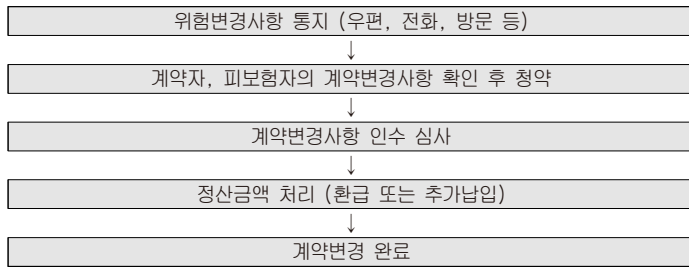 위험변경사항 통지 (우편, 전화, 방문 등)
↓
계약자, 피보험자의 계약변경사항 확인 후 청약
↓
계약변경사항 인수 심사
↓
정산금액 처리 (환급 또는 추가납입)
↓
계약변경 완료